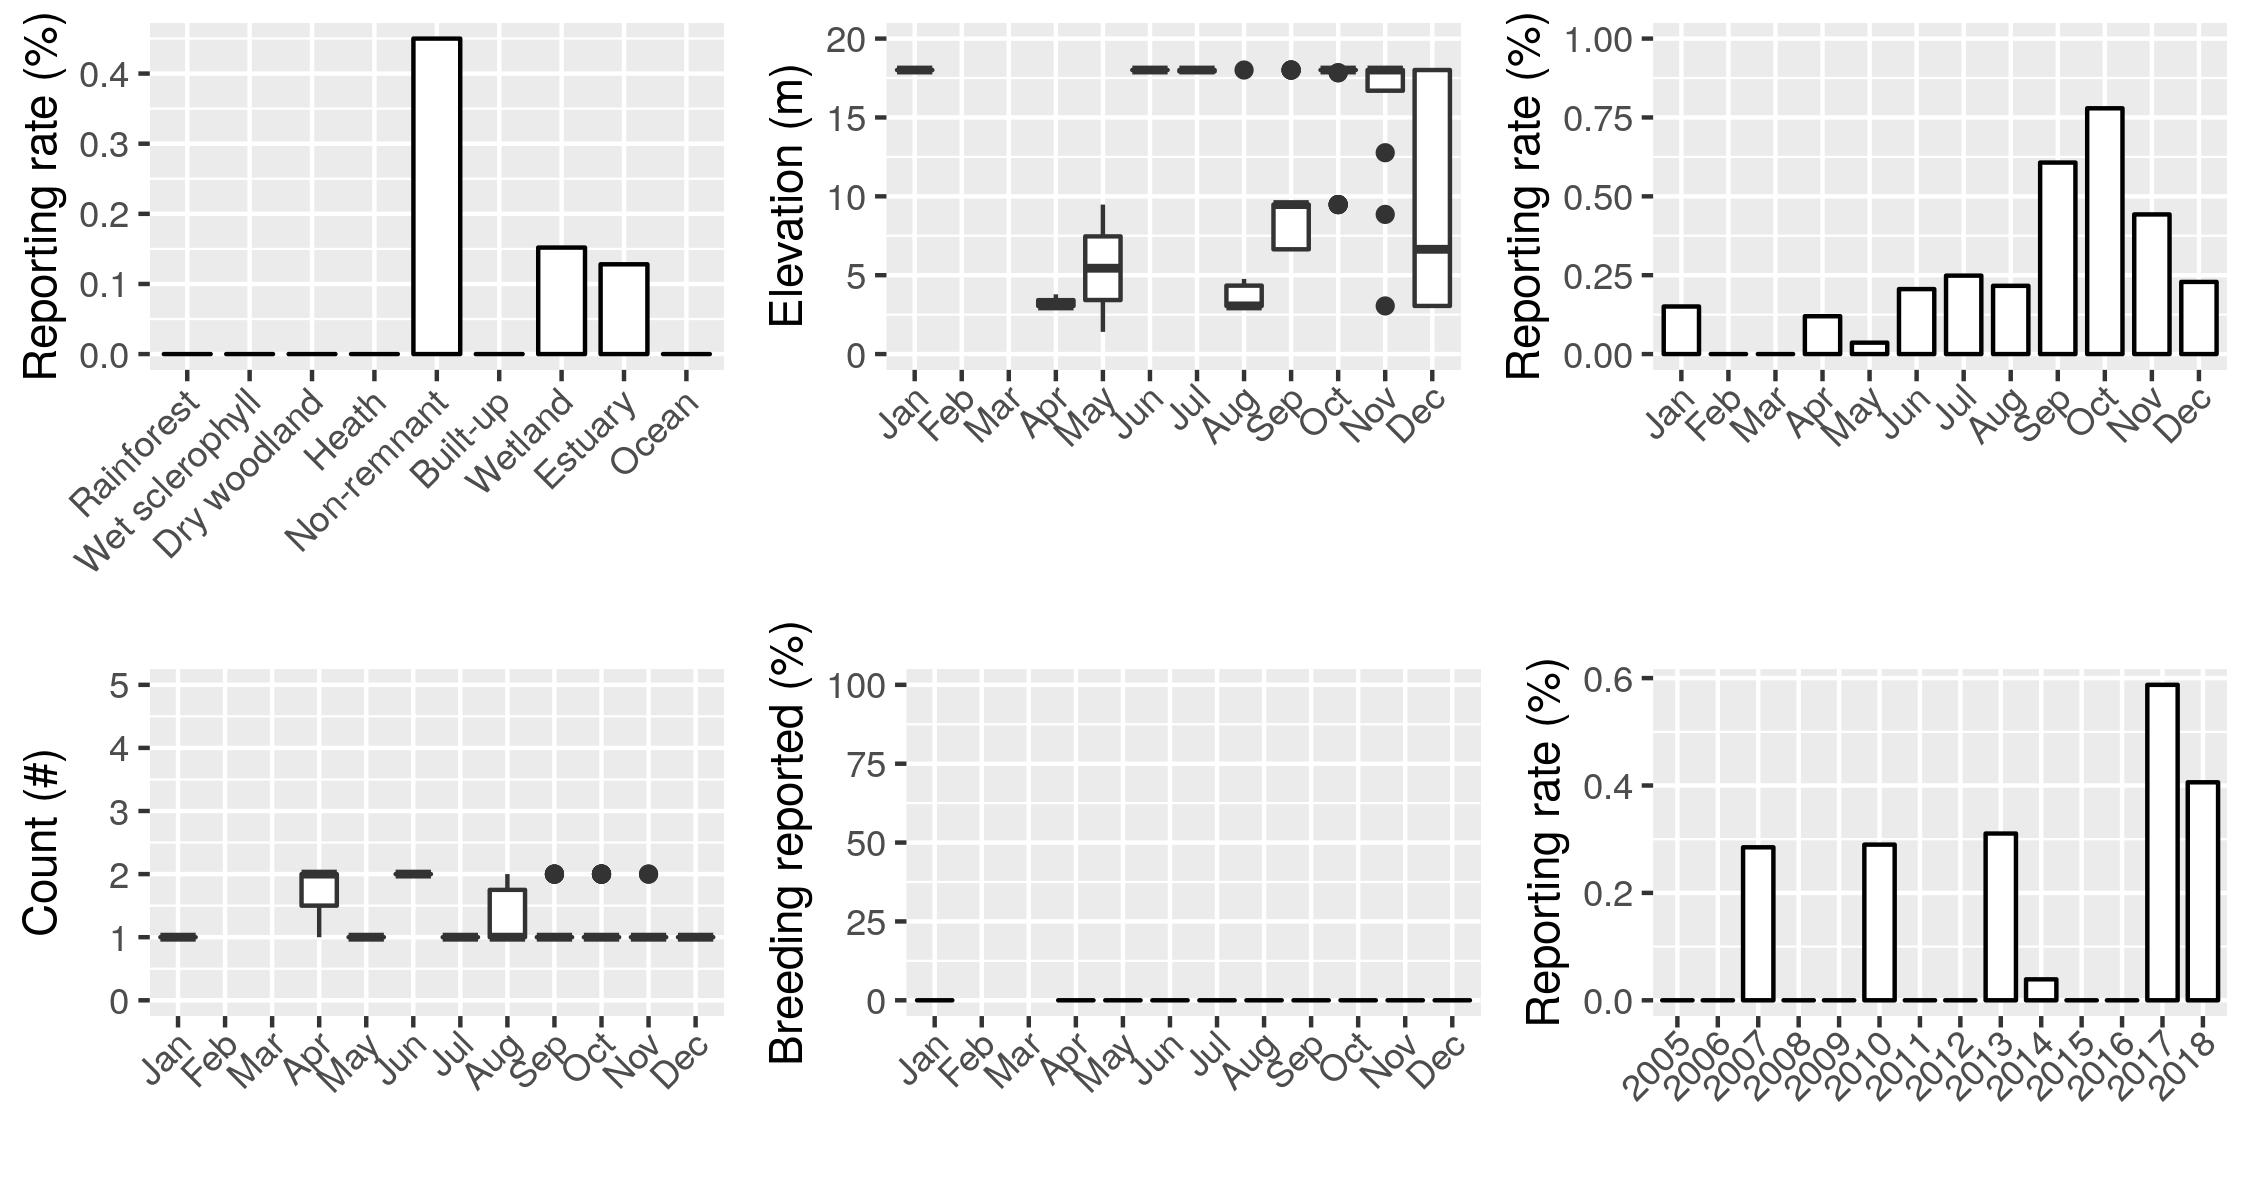 Reporting rate (%)
0.4
0.3
0.2
0.1
0.0
Rainforest
Wet sclerophyll
Dry woodland
Heath
Non-remnant
Built-up
Wetland
Estuary
Ocean
Elevation (m)
20
15
10
5
0
Jan
Feb
Mar
Apr
May
Jun
Jul
Aug
Sep
Oct
Nov
Dec
Reporting rate (%)
1.00
0.75
0.50
0.25
0.00
Jan
Feb
Mar
Apr
May
Jun
Jul
Aug
Sep
Oct
Nov
Dec
Count (#)
5
4
3
2
1
0
Jan
Feb
Mar
Apr
May
Jun
Jul
Aug
Sep
Oct
Nov
Dec
Breeding reported (%)
100
75
50
25
0
Jan
Feb
Mar
Apr
May
Jun
Jul
Aug
Sep
Oct
Nov
Dec
Reporting rate (%)
0.6
0.4
0.2
0.0
2005
2006
2007
2008
2009
2010
2011
2012
2013
2014
2015
2016
2017
2018